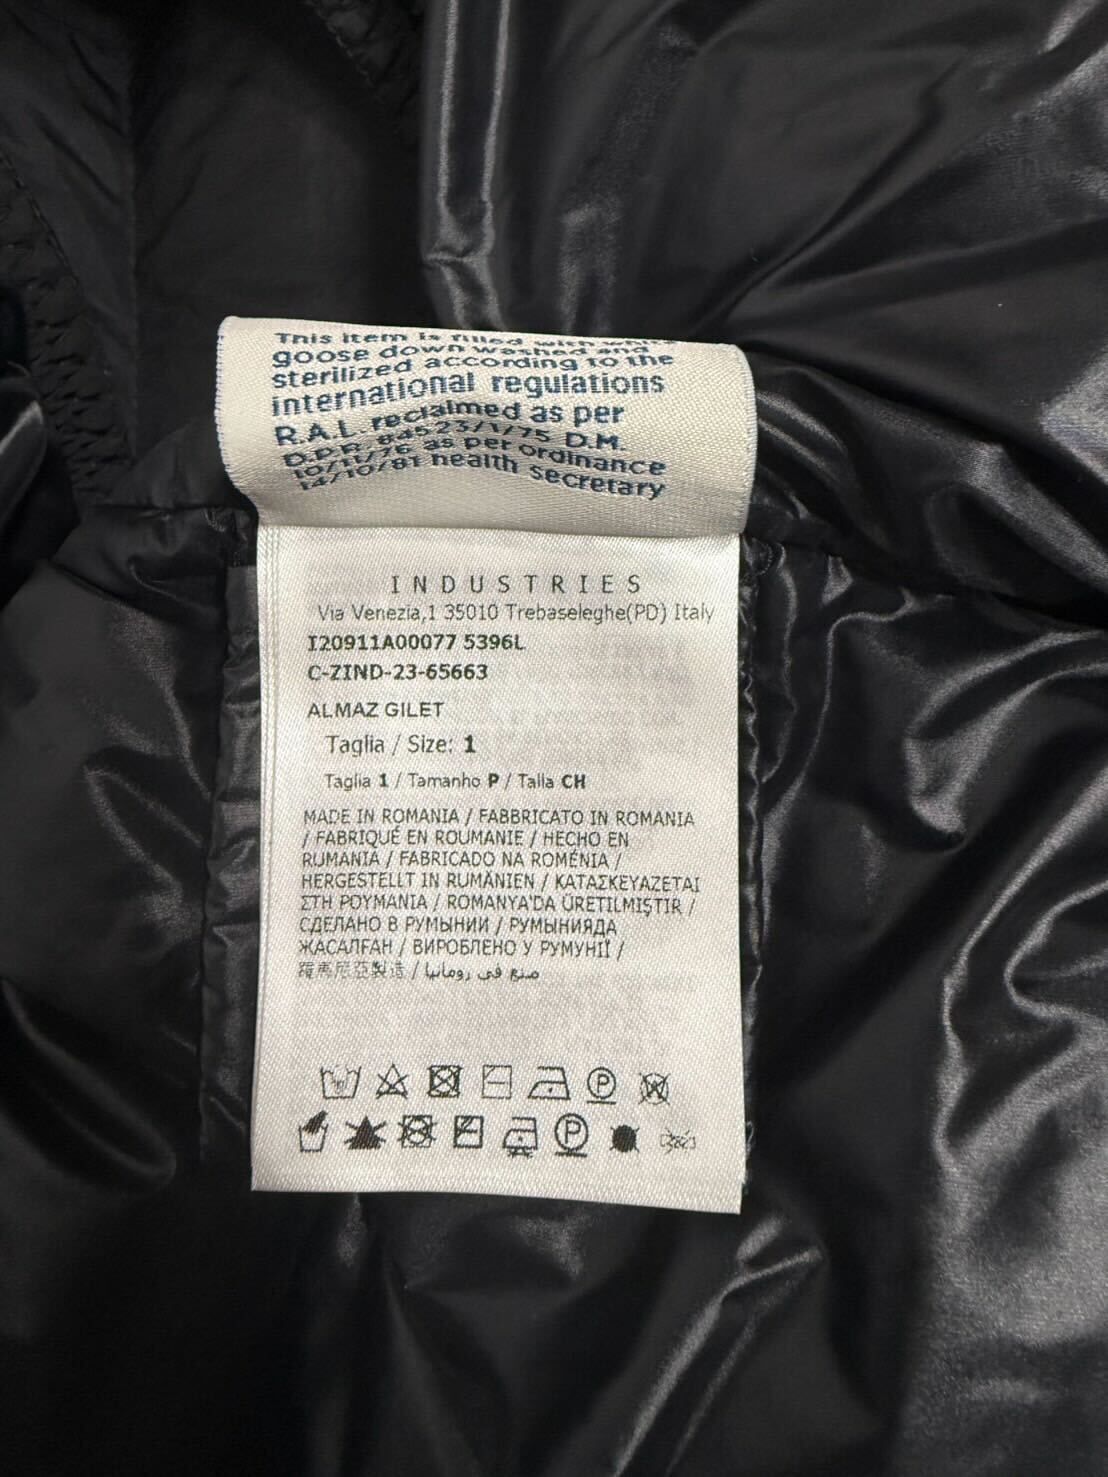 This item is filled with white
goose down washed and
sterilized according to the
international regulations
R.A.L. reclaimed as per
D.P.R. 84523/1/75 D.M.
10/11/76 as per ordinance
14/10/81 health Secretary
INDUSTRIES
Via Venezia,1 35010 Trebaseleghe(PD) Italy
I20911A00077 5396L
C-ZIND-23-65663
ALMAZ GILET
Taglia / Size: 1
Taglia 1 / Tamanho P / Talla CH
MADE IN ROMANIA / FABBRICATO IN ROMANIA
/ FABRIQUÉ EN ROUMANIE / HECHO EN
RUMANIA / FABRICADO NA ROMÉNIA /
HERGESTELLT IN RUMÄNIEN / ΚΑΤΑΣΚΕΥΑΖΕΤΑΙ
ΣΤΗ ΡΟΥΜΑΝΙΑ / ROMANYA'DA ÜRETILMIŞTIR /
СДЕЛАНО В РУМЫНИИ / РУМЫНИЯДА
ЖАСАЛҒАН / ВИРОБЛЕНО У РУМУНІЇ /
羅馬尼亞製造 / صنع في رومانيا
P W
P